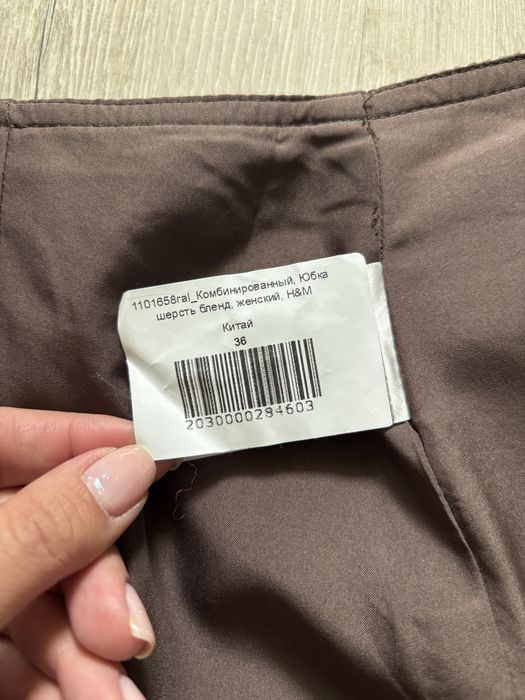 1101658ral_Комбинированный, Юбка
шерсть бленд, женский, H&M
Китай
36
2030000284603